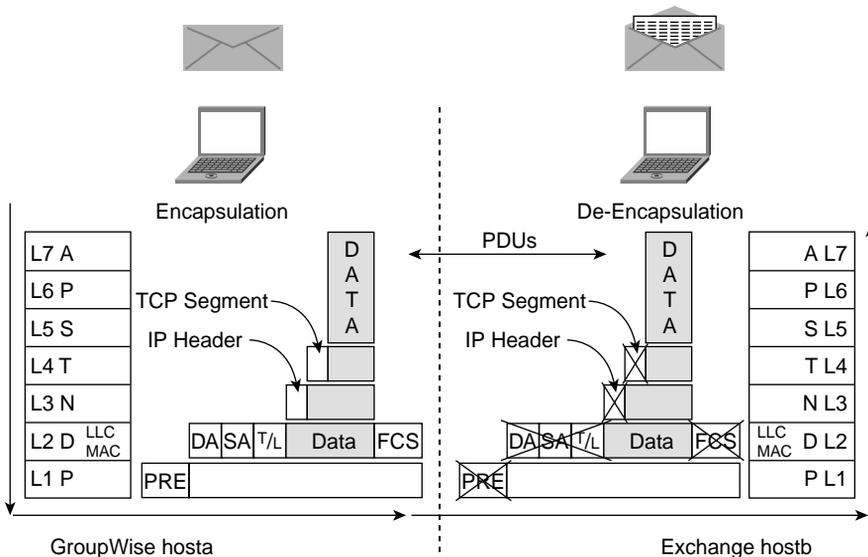 Encapsulation
De-Encapsulation
PDUs
L7 A
L6 P
L5 S
L4 T
L3 N
L2 D LLC MAC
L1 P
D
A
T
A
TCP Segment
IP Header
DA SA T/L Data FCS
PRE
D
A
T
A
TCP Segment
IP Header
DA SA T/L Data FCS
PRE
A L7
P L6
S L5
T L4
N L3
LLC MAC D L2
P L1
GroupWise hosta
Exchange hostb